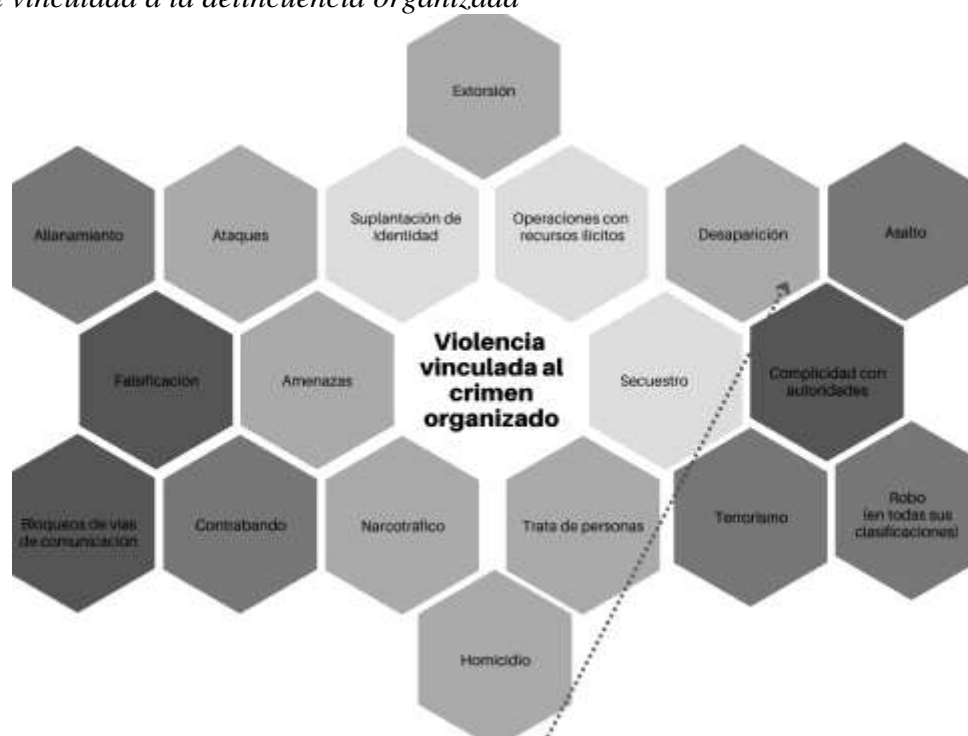 vinculada a la delincuencia organizada
Extorsión
Allanamiento
Ataques
Suplantación de
identidad
Operaciones con
recursos ilícitos
Desaparición
Asalto
Falsificación
Amenazas
Violencia
vinculada al
crimen
organizado
Secuestro
Complicidad con
autoridades
Bloqueos de vías
de comunicación
Contrabando
Narcotráfico
Trata de personas
Terrorismo
Robo
(en todas sus
clasificaciones)
Homicidio